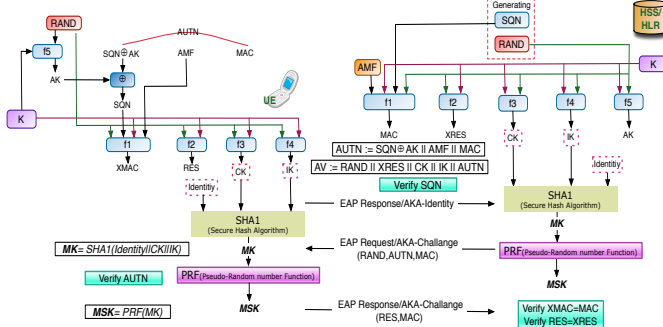 Generating
SQN
RAND
HSS/
HLR
RAND
AUTN
f5
SQN⊕AK
AMF
MAC
AK
⊕
SQN
UE
K
AMF
K
f1
f2
f3
f4
f5
MAC
XRES
CK
IK
AK
f1
f2
f3
f4
XMAC
RES
CK
IK
AUTN := SQN⊕AK || AMF || MAC
AV := RAND || XRES || CK || IK || AUTN
Identitiy
Identitiy
Verify SQN
SHA1
(Secure Hash Algorithm)
EAP Response/AKA-Identity
SHA1
(Secure Hash Algorithm)
MK= SHA1(Identity||CK||IK)
MK
EAP Request/AKA-Challange
(RAND,AUTN,MAC)
MK
PRF(Pseudo-Random number Function)
Verify AUTN
PRF(Pseudo-Random number Function)
MSK
MSK= PRF(MK)
MSK
EAP Response/AKA-Challange
(RES,MAC)
Verify XMAC=MAC
Verify RES=XRES